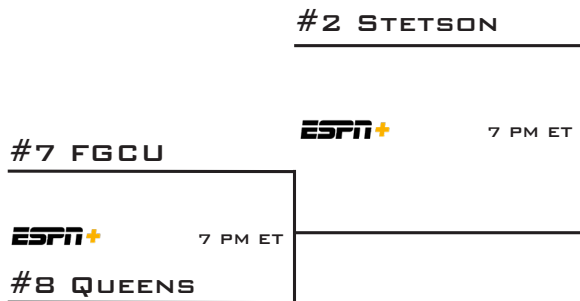 #2 STETSON
ESPN+ 7 PM ET
#7 FGCU
ESPN+ 7 PM ET
#8 QUEENS